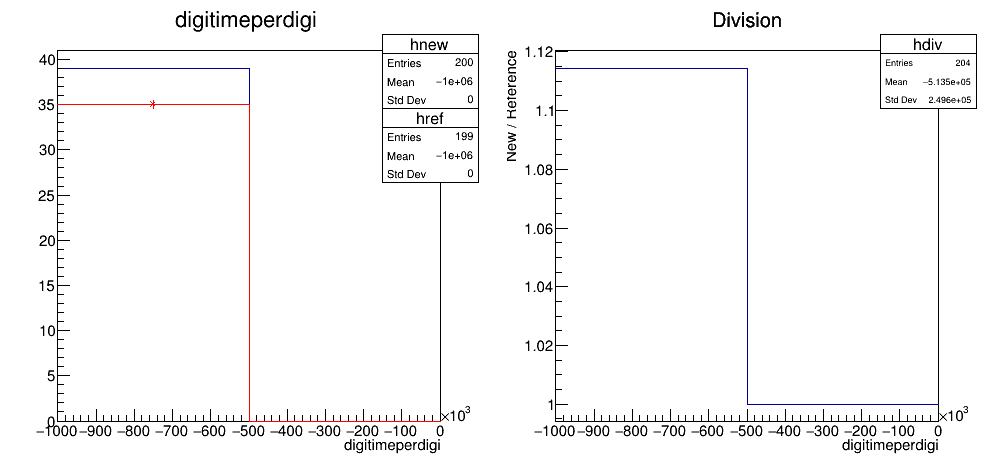 digitimeperdigi
hnew
Entries 200
Mean −1e+06
Std Dev 0
href
Entries 199
Mean −1e+06
Std Dev 0
40
35
30
25
20
15
10
5
0
−1000 −900 −800 −700 −600 −500 −400 −300 −200 −100 0
×10³
digitimeperdigi
Division
hdiv
Entries 204
Mean −5.135e+05
Std Dev 2.496e+05
New / Reference
1.12
1.1
1.08
1.06
1.04
1.02
1
−1000 −900 −800 −700 −600 −500 −400 −300 −200 −100 0
×10³
digitimeperdigi